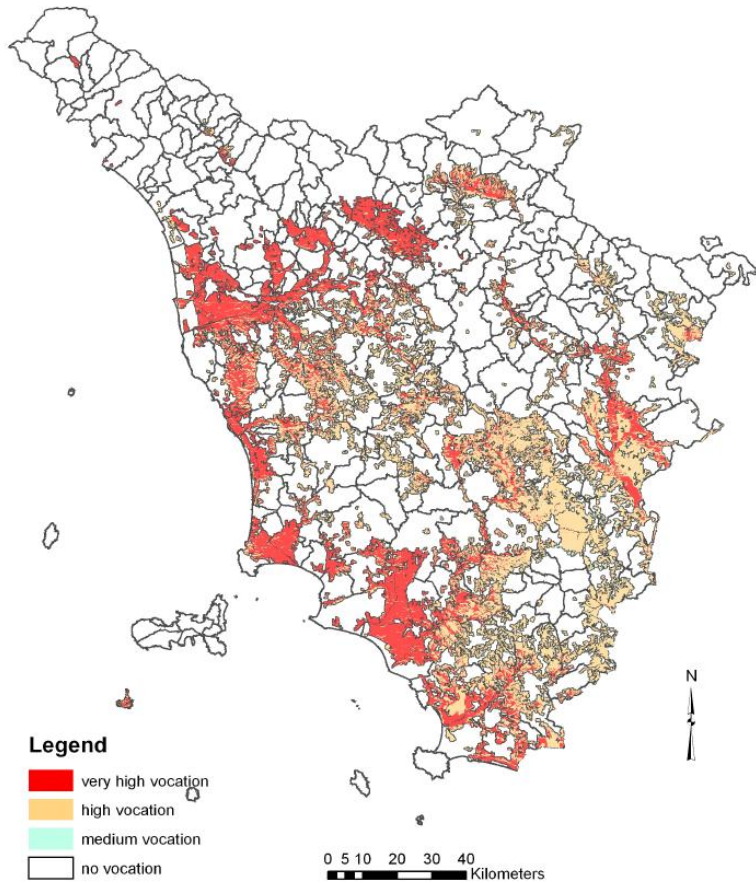 N
Legend
very high vocation
high vocation
medium vocation
no vocation
0 5 10 20 30 40
Kilometers